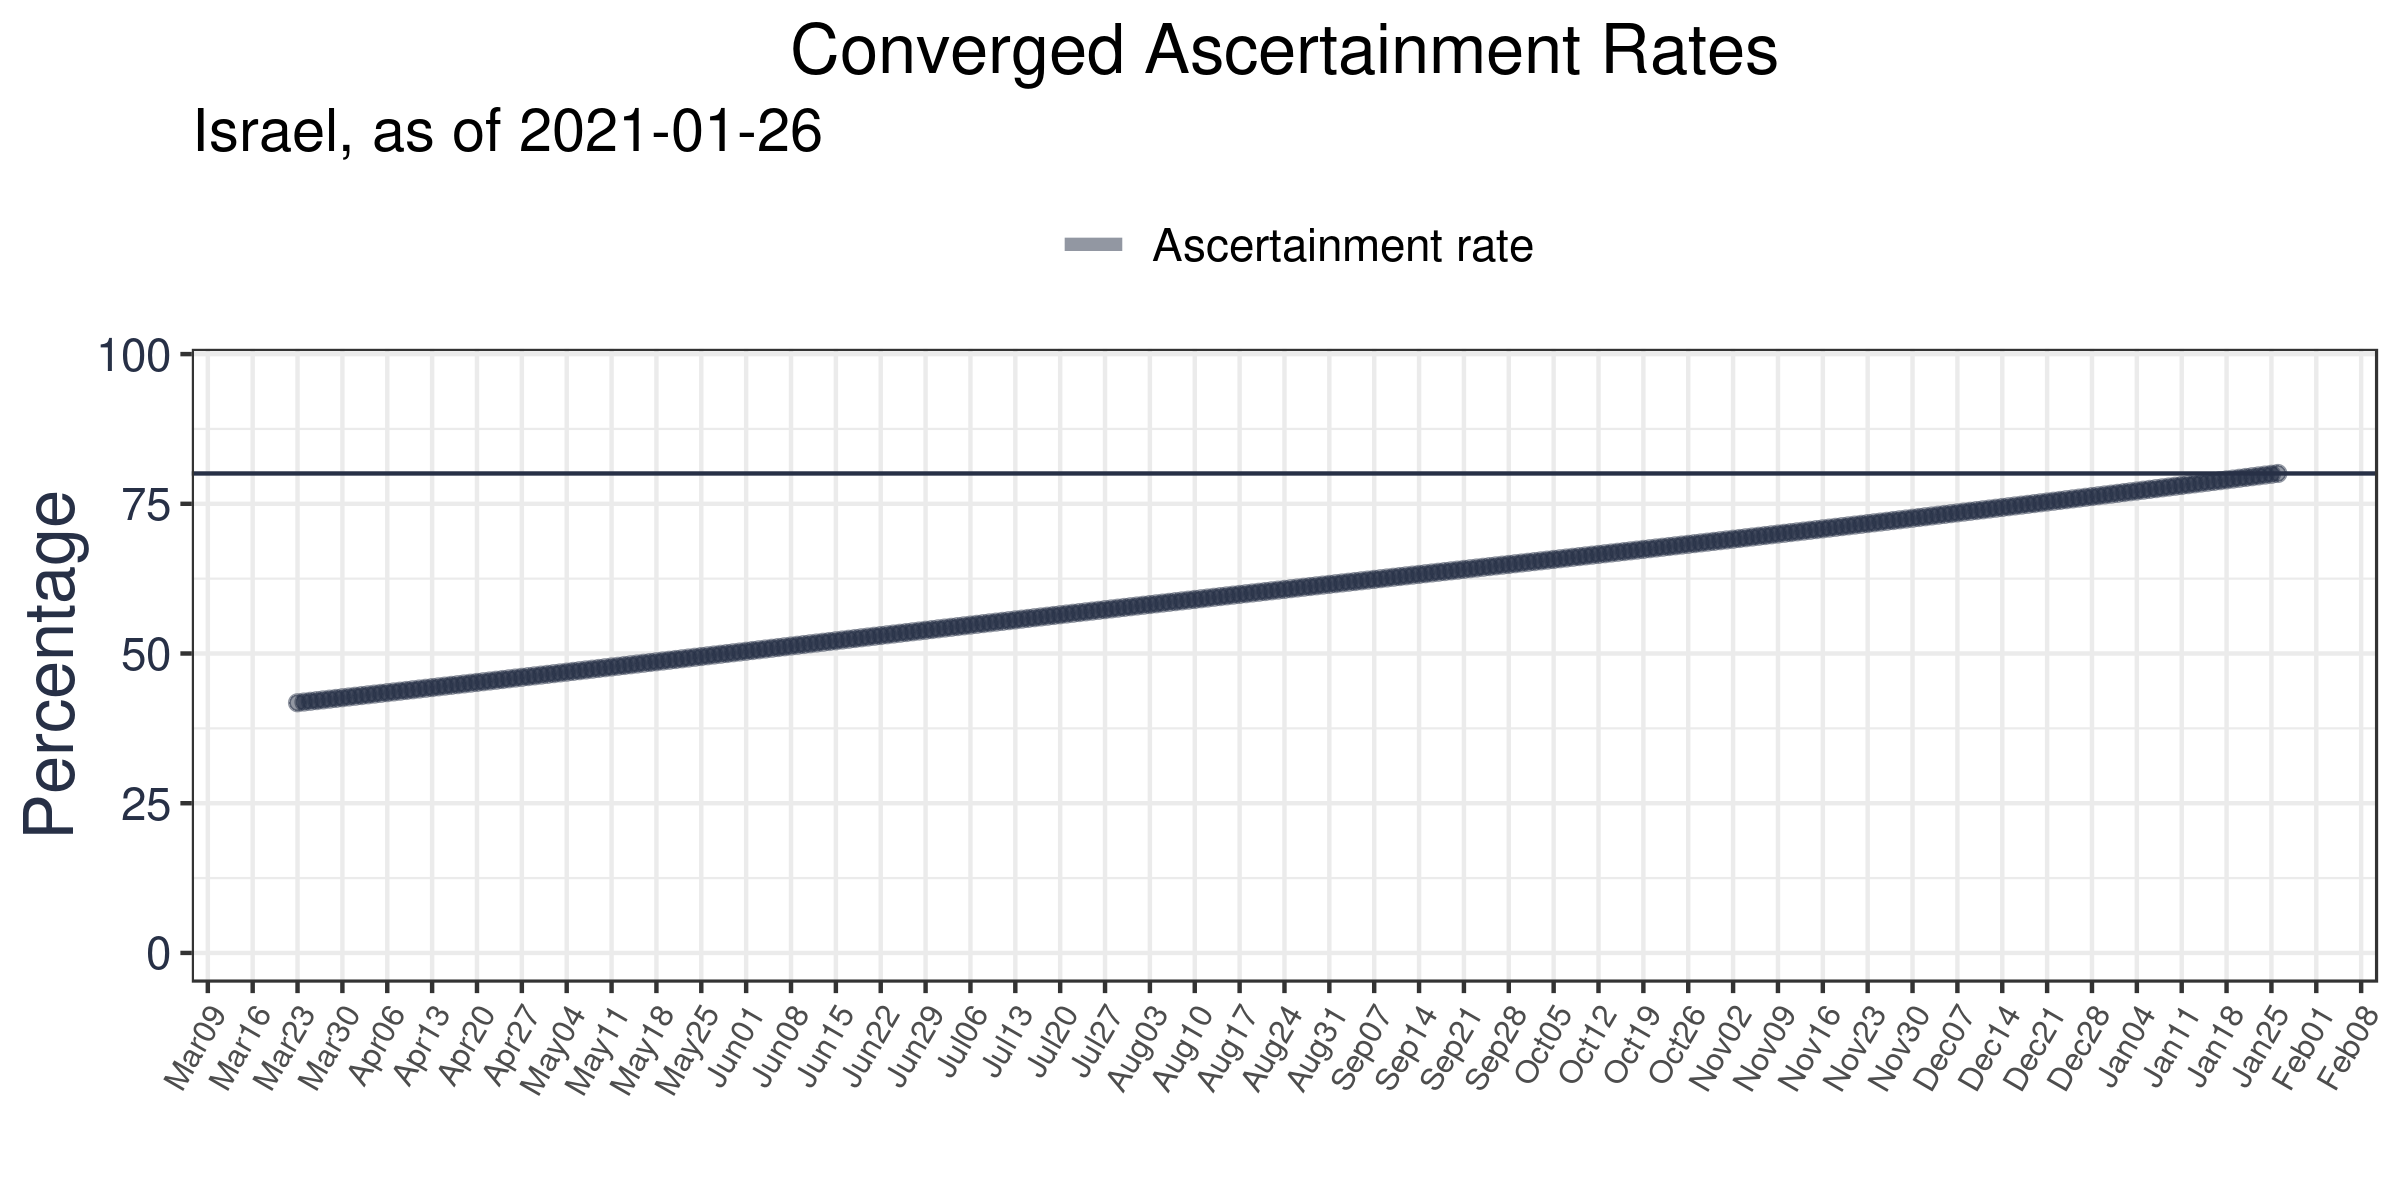 Converged Ascertainment Rates
Israel, as of 2021-01-26
Ascertainment rate
Percentage
100
75
50
25
0
Mar09 Mar16 Mar23 Mar30 Apr06 Apr13 Apr20 Apr27 May04 May11 May18 May25 Jun01 Jun08 Jun15 Jun22 Jun29 Jul06 Jul13 Jul20 Jul27 Aug03 Aug10 Aug17 Aug24 Aug31 Sep07 Sep14 Sep21 Sep28 Oct05 Oct12 Oct19 Oct26 Nov02 Nov09 Nov16 Nov23 Nov30 Dec07 Dec14 Dec21 Dec28 Jan04 Jan11 Jan18 Jan25 Feb01 Feb08